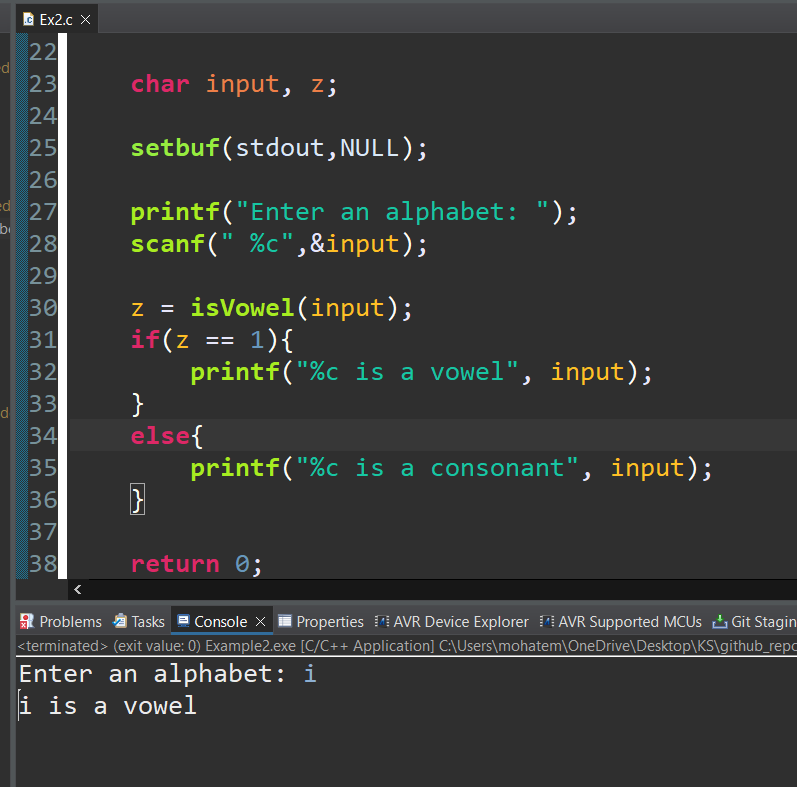 Ex2.c
22
23 char input, z;
24
25 setbuf(stdout,NULL);
26
27 printf("Enter an alphabet: ");
28 scanf(" %c",&input);
29
30 z = isVowel(input);
31 if(z == 1){
32 printf("%c is a vowel", input);
33 }
34 else{
35 printf("%c is a consonant", input);
36 }
37
38 return 0;
Problems Tasks Console Properties AVR Device Explorer AVR Supported MCUs Git Stagin
<terminated> (exit value: 0) Example2.exe [C/C++ Application] C:\Users\mohatem\OneDrive\Desktop\KS\github_repo
Enter an alphabet: i
i is a vowel